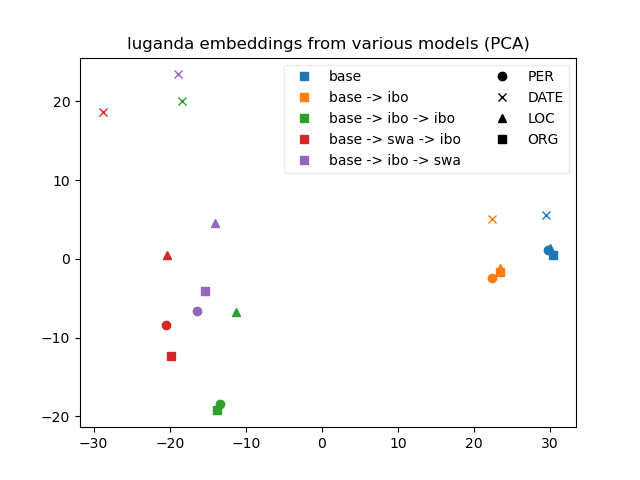 luganda embeddings from various models (PCA)
base
base -> ibo
base -> ibo -> ibo
base -> swa -> ibo
base -> ibo -> swa
PER
DATE
LOC
ORG
20
10
0
−10
−20
−30 −20 −10 0 10 20 30